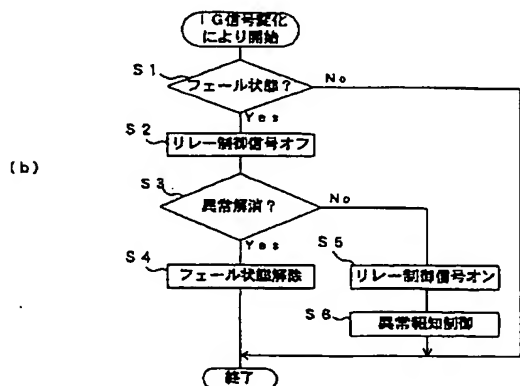 IG信号変化
により開始
S1
フェール状態?
No
Yes
S2
リレー制御信号オフ
(b)
S3
異常解消?
No
Yes
S4
フェール状態解除
S5
リレー制御信号オン
S6
異常報知制御
終了